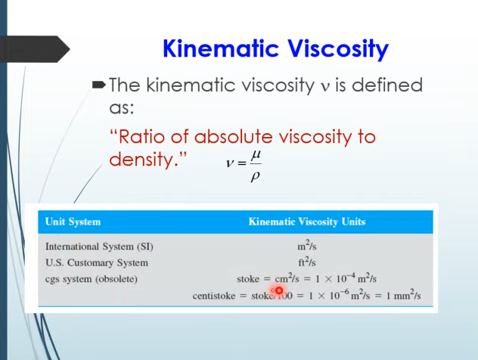 Kinematic Viscosity
The kinematic viscosity ν is defined
as:
“Ratio of absolute viscosity to
density.” ν = μ/ρ
Unit System Kinematic Viscosity Units
International System (SI) m²/s
U.S. Customary System ft²/s
cgs system (obsolete) stoke = cm²/s = 1 × 10⁻⁴ m²/s
centistoke = stoke/100 = 1 × 10⁻⁶ m²/s = 1 mm²/s